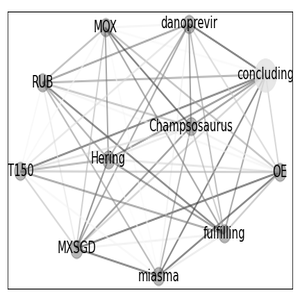 MOX
danoprevir
RUB
concluding
Champsosaurus
Hering
T150
OE
fulfilling
MXSGD
miasma